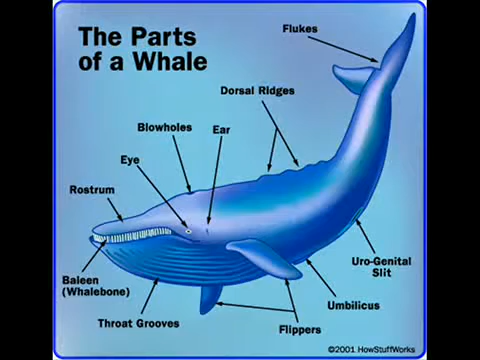 The Parts
of a Whale
Flukes
Dorsal Ridges
Blowholes
Ear
Eye
Rostrum
Baleen
(Whalebone)
Throat Grooves
Flippers
Umbilicus
Uro-Genital
Slit
©2001 HowStuffWorks